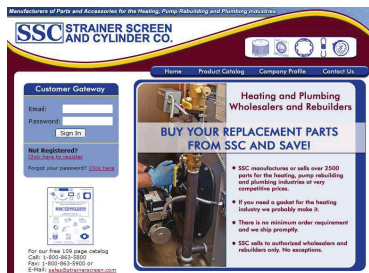 Manufacturers of Parts and Accessories for the Heating, Pump Rebuilding and Plumbing Industries.
SSC STRAINER SCREEN
AND CYLINDER CO.
Home Product Catalog Company Profile Contact Us
Customer Gateway
Email:
Password:
Sign In
Not Registered?
Click here to register
Forgot your password? Click here
For our free 109 page catalog
Call: 1-800-863-5800
Fax: 1-800-863-5900 or
E-Mail: sales@strainerscreen.com
Heating and Plumbing
Wholesalers and Rebuilders
BUY YOUR REPLACEMENT PARTS
FROM SSC AND SAVE!
SSC manufactures or sells over 2500
parts for the heating, pump rebuilding
and plumbing industries at very
competitive prices.
If you need a gasket for the heating
industry we probably make it.
There is no minimum order requirement
and we ship promptly.
SSC sells to authorized wholesalers and
rebuilders only. No exceptions.